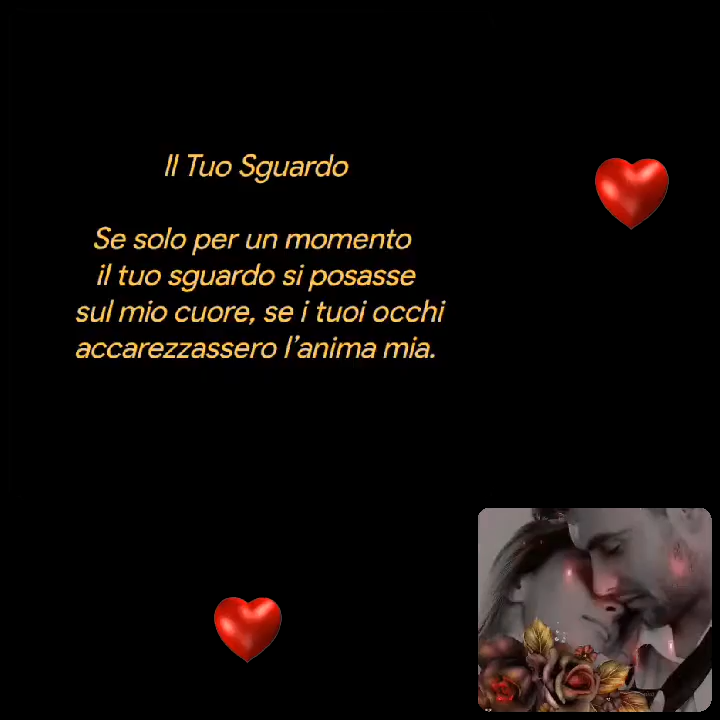 Il Tuo Sguardo
Se solo per un momento
il tuo sguardo si posasse
sul mio cuore, se i tuoi occhi
accarezzassero l'anima mia.